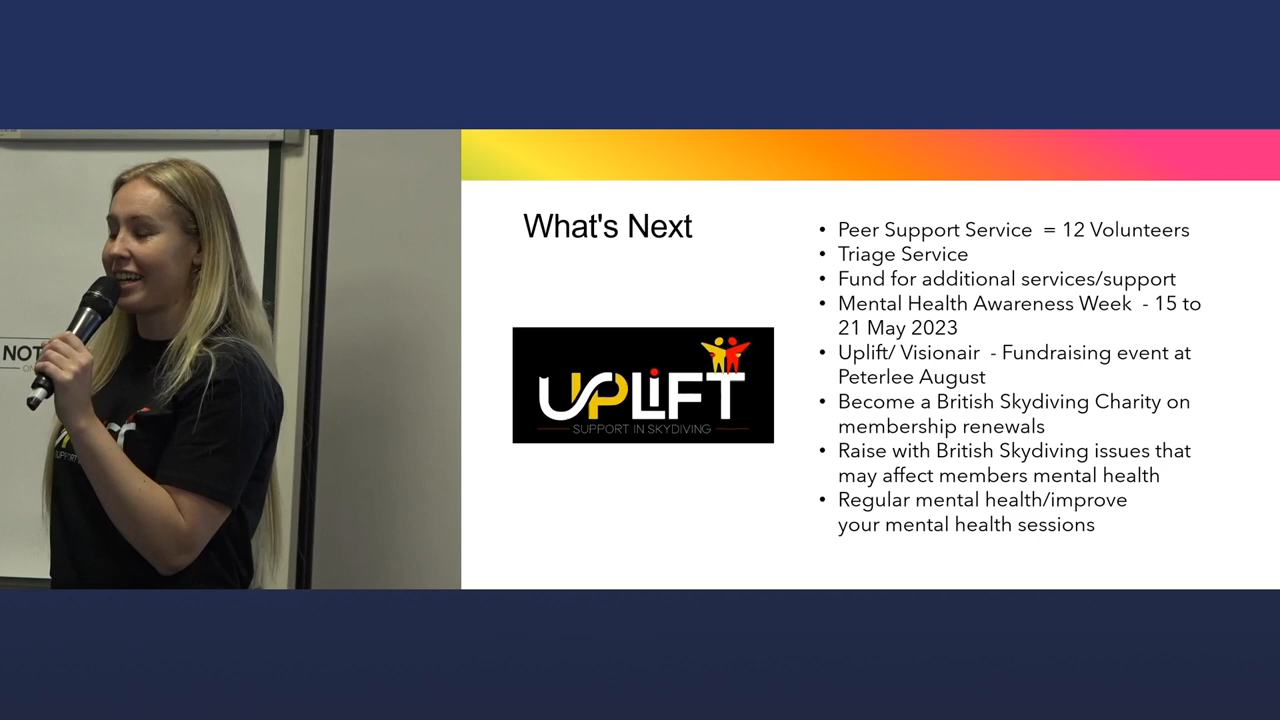 NOT
What's Next
UPLiFT
SUPPORT IN SKYDIVING
• Peer Support Service = 12 Volunteers
• Triage Service
• Fund for additional services/support
• Mental Health Awareness Week - 15 to
21 May 2023
• Uplift/ Visionair - Fundraising event at
Peterlee August
• Become a British Skydiving Charity on
membership renewals
• Raise with British Skydiving issues that
may affect members mental health
• Regular mental health/improve
your mental health sessions